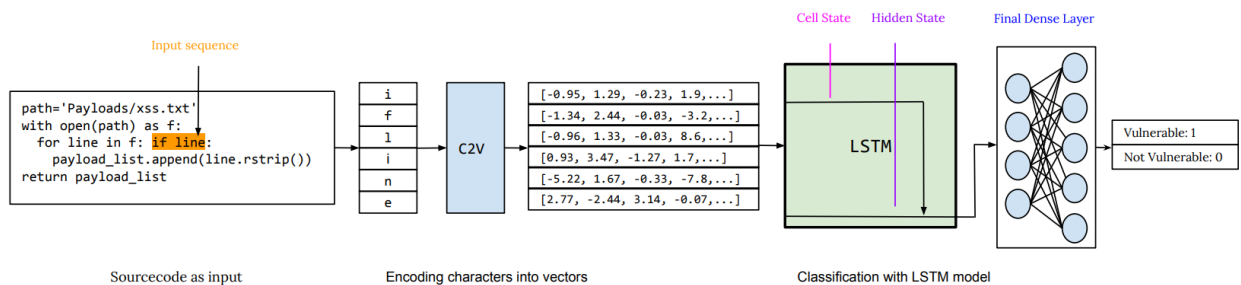 Cell State
Hidden State
Final Dense Layer
Input sequence
path='Payloads/xss.txt'
with open(path) as f:
for line in f: if line:
payload_list.append(line.rstrip())
return payload_list
i
f
l
i
n
e
C2V
[-0.95, 1.29, -0.23, 1.9,...]
[-1.34, 2.44, -0.03, -3.2,...]
[-0.96, 1.33, -0.03, 8.6,...]
[0.93, 3.47, -1.27, 1.7,...]
[-5.22, 1.67, -0.33, -7.8,...]
[2.77, -2.44, 3.14, -0.07,...]
LSTM
Vulnerable: 1
Not Vulnerable: 0
Sourcecode as input
Encoding characters into vectors
Classification with LSTM model